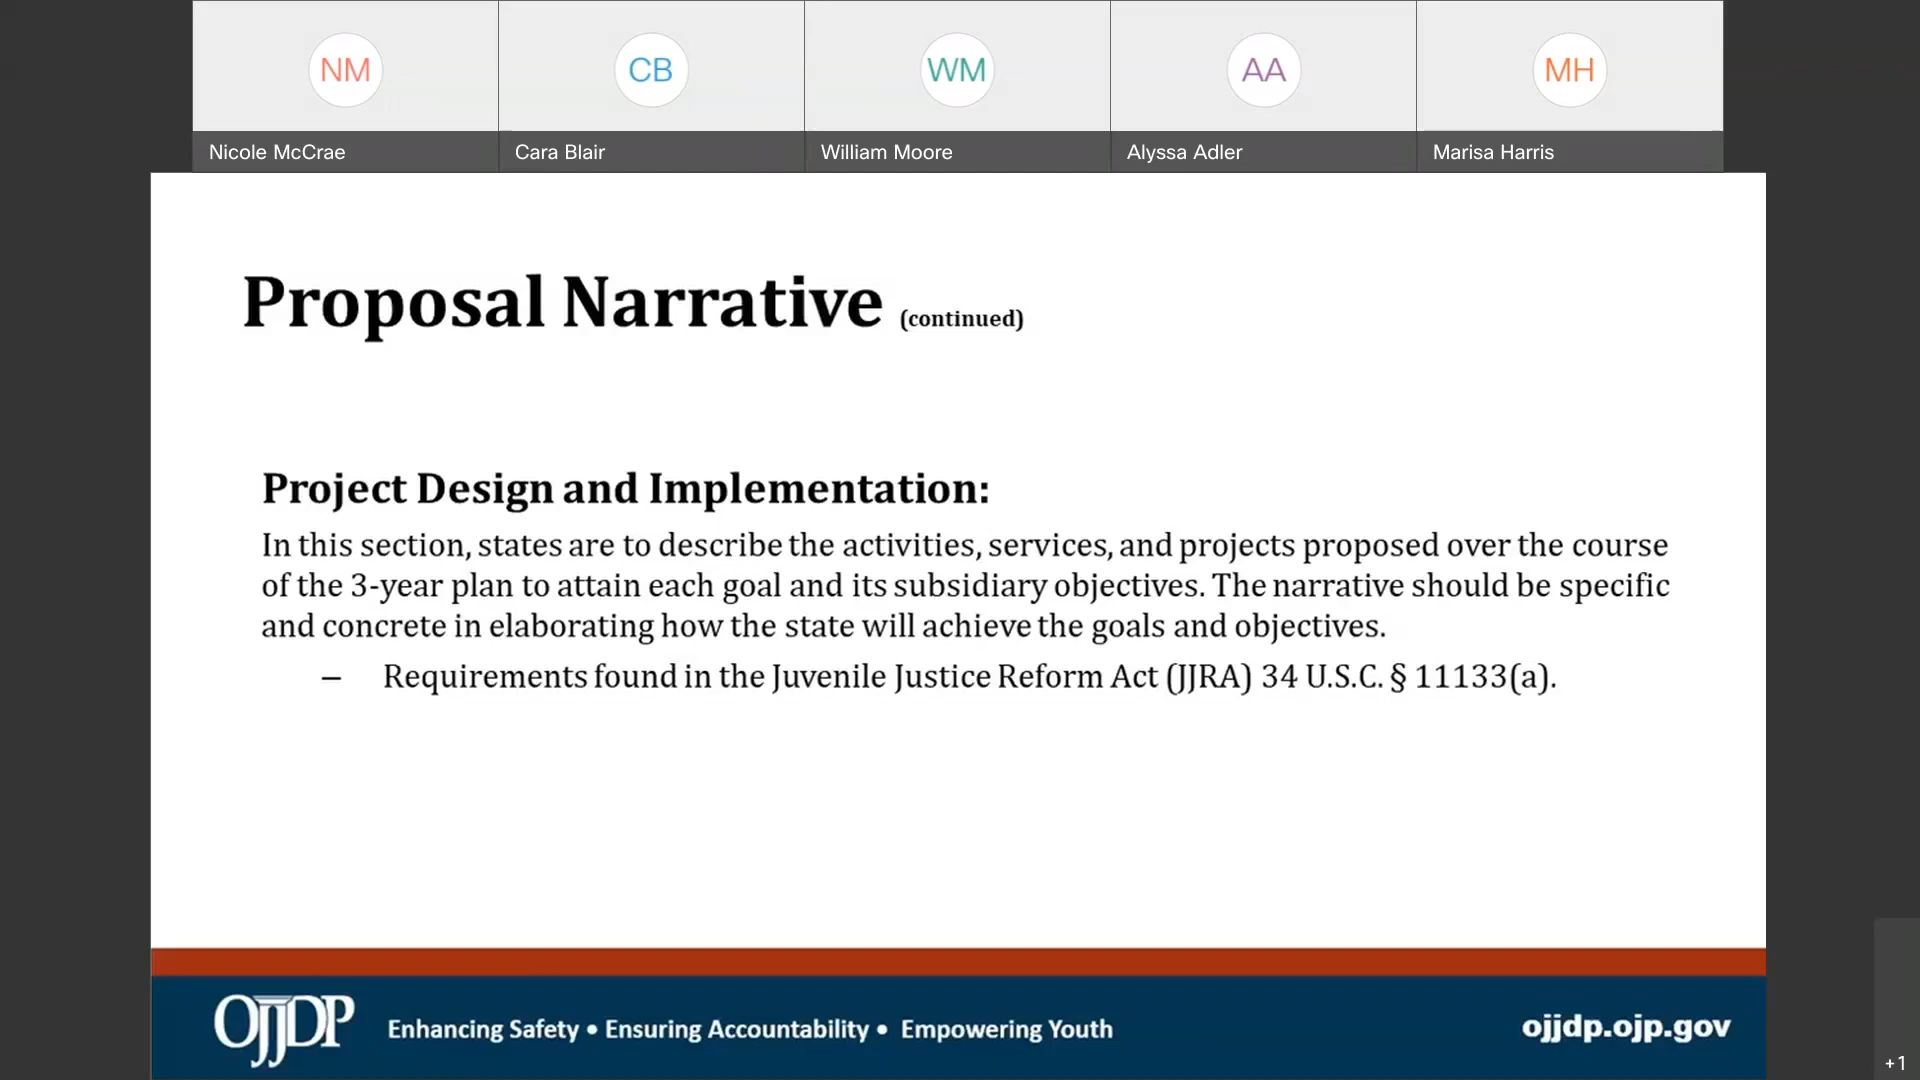 NM CB WM AA MH
Nicole McCrae Cara Blair William Moore Alyssa Adler Marisa Harris
Proposal Narrative (continued)
Project Design and Implementation:
In this section, states are to describe the activities, services, and projects proposed over the course
of the 3-year plan to attain each goal and its subsidiary objectives. The narrative should be specific
and concrete in elaborating how the state will achieve the goals and objectives.
– Requirements found in the Juvenile Justice Reform Act (JJRA) 34 U.S.C. § 11133(a).
OJJDP Enhancing Safety • Ensuring Accountability • Empowering Youth ojjdp.ojp.gov
+1